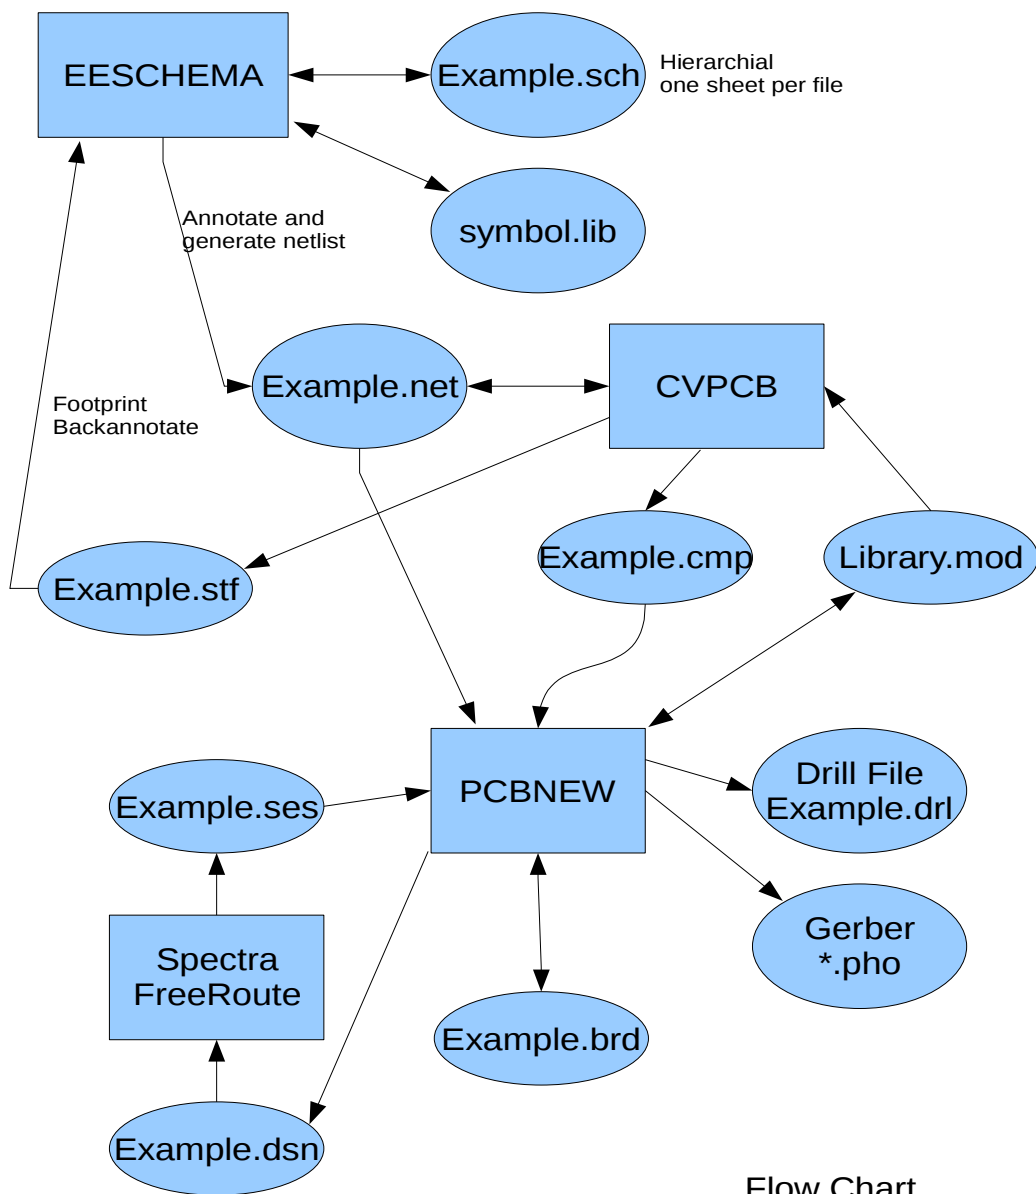 EESCHEMA
Example.sch
Hierarchial
one sheet per file
symbol.lib
Annotate and
generate netlist
Example.net
CVPCB
Footprint
Backannotate
Example.stf
Example.cmp
Library.mod
Example.ses
PCBNEW
Drill File
Example.drl
Spectra
FreeRoute
Gerber
*.pho
Example.brd
Example.dsn
Flow Chart